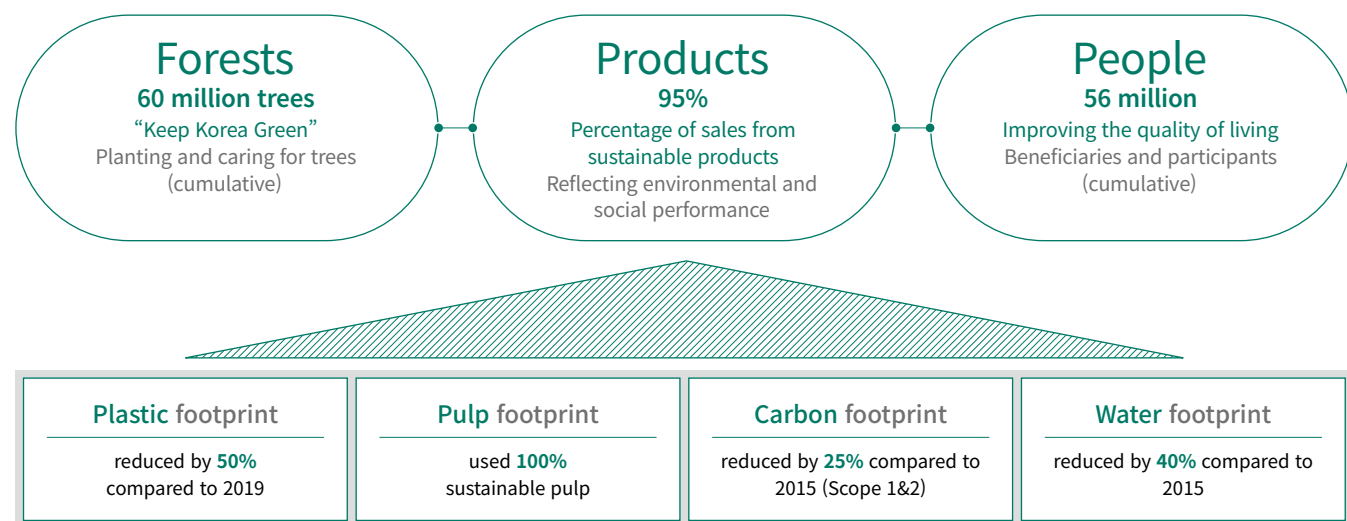 Forests
60 million trees
“Keep Korea Green”
Planting and caring for trees
(cumulative)
Products
95%
Percentage of sales from
sustainable products
Reflecting environmental and
social performance
People
56 million
Improving the quality of living
Beneficiaries and participants
(cumulative)
Plastic footprint
reduced by 50%
compared to 2019
Pulp footprint
used 100%
sustainable pulp
Carbon footprint
reduced by 25% compared to
2015 (Scope 1&2)
Water footprint
reduced by 40% compared to
2015